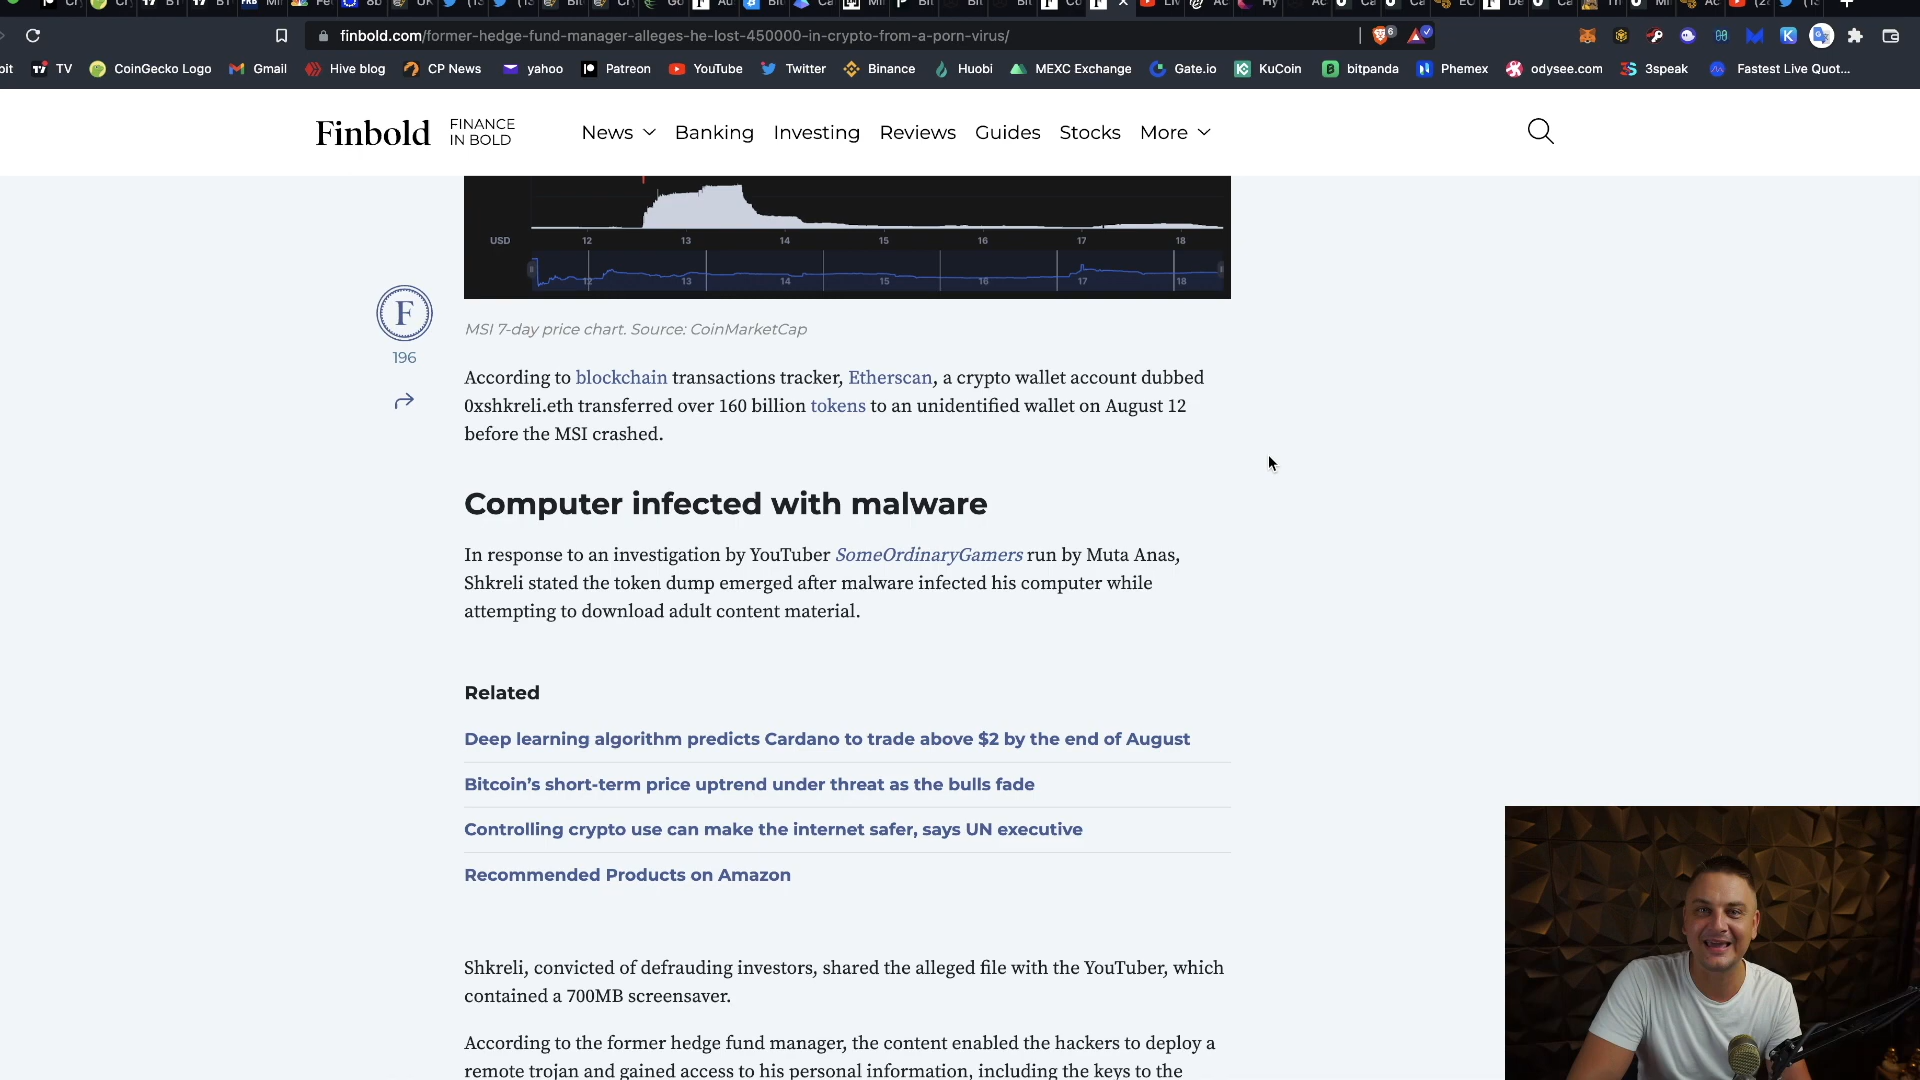 finbold.com/former-hedge-fund-manager-alleges-he-lost-450000-in-crypto-from-a-porn-virus/
6
TV
CoinGecko Logo
Gmail
Hive blog
CP News
yahoo
Patreon
YouTube
Twitter
Binance
Huobi
MEXC Exchange
Gate.io
KuCoin
bitpanda
Phemex
odysee.com
3speak
Fastest Live Quot...
Finbold
FINANCE
IN BOLD
News
Banking
Investing
Reviews
Guides
Stocks
More
USD 12 13 14 15 16 17 18
12 13 14 15 16 17 18
MSI 7-day price chart. Source: CoinMarketCap
F
196
According to blockchain transactions tracker, Etherscan, a crypto wallet account dubbed
0xshkreli.eth transferred over 160 billion tokens to an unidentified wallet on August 12
before the MSI crashed.
Computer infected with malware
In response to an investigation by YouTuber SomeOrdinaryGamers run by Muta Anas,
Shkreli stated the token dump emerged after malware infected his computer while
attempting to download adult content material.
Related
Deep learning algorithm predicts Cardano to trade above $2 by the end of August
Bitcoin’s short-term price uptrend under threat as the bulls fade
Controlling crypto use can make the internet safer, says UN executive
Recommended Products on Amazon
Shkreli, convicted of defrauding investors, shared the alleged file with the YouTuber, which
contained a 700MB screensaver.
According to the former hedge fund manager, the content enabled the hackers to deploy a
remote trojan and gained access to his personal information, including the keys to the